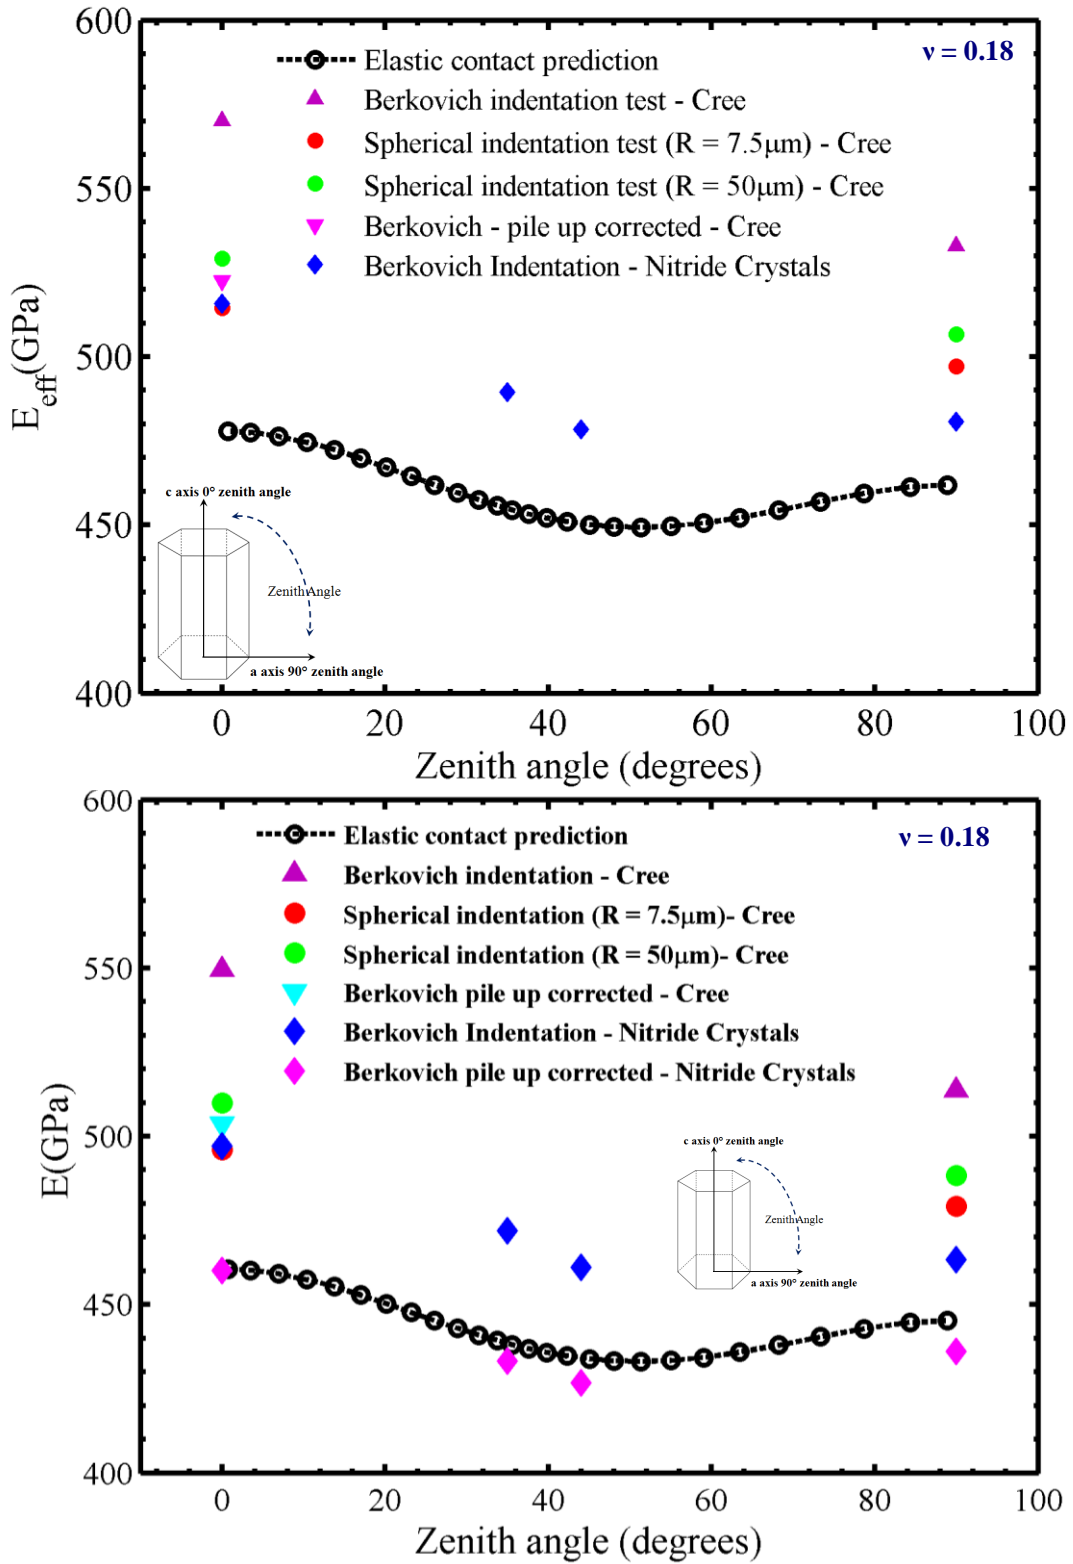 600
ν = 0.18
Elastic contact prediction
Berkovich indentation test - Cree
Spherical indentation test (R = 7.5μm) - Cree
550
Spherical indentation test (R = 50μm) - Cree
Berkovich - pile up corrected - Cree
Berkovich Indentation - Nitride Crystals
E_eff(GPa)
500
450
c axis 0° zenith angle
Zenith Angle
a axis 90° zenith angle
400
0 20 40 60 80 100
Zenith angle (degrees)
600
ν = 0.18
Elastic contact prediction
Berkovich indentation - Cree
Spherical indentation (R = 7.5μm)- Cree
Spherical indentation (R = 50μm)- Cree
550
Berkovich pile up corrected - Cree
Berkovich Indentation - Nitride Crystals
Berkovich pile up corrected - Nitride Crystals
E(GPa)
500
c axis 0° zenith angle
Zenith Angle
a axis 90° zenith angle
450
400
0 20 40 60 80 100
Zenith angle (degrees)